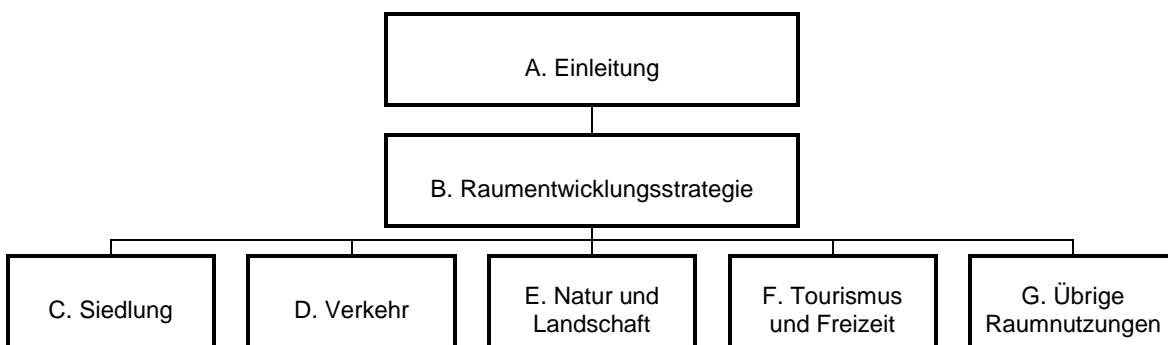 A. Einleitung
B. Raumentwicklungsstrategie
C. Siedlung
D. Verkehr
E. Natur und
Landschaft
F. Tourismus
und Freizeit
G. Übrige
Raumnutzungen